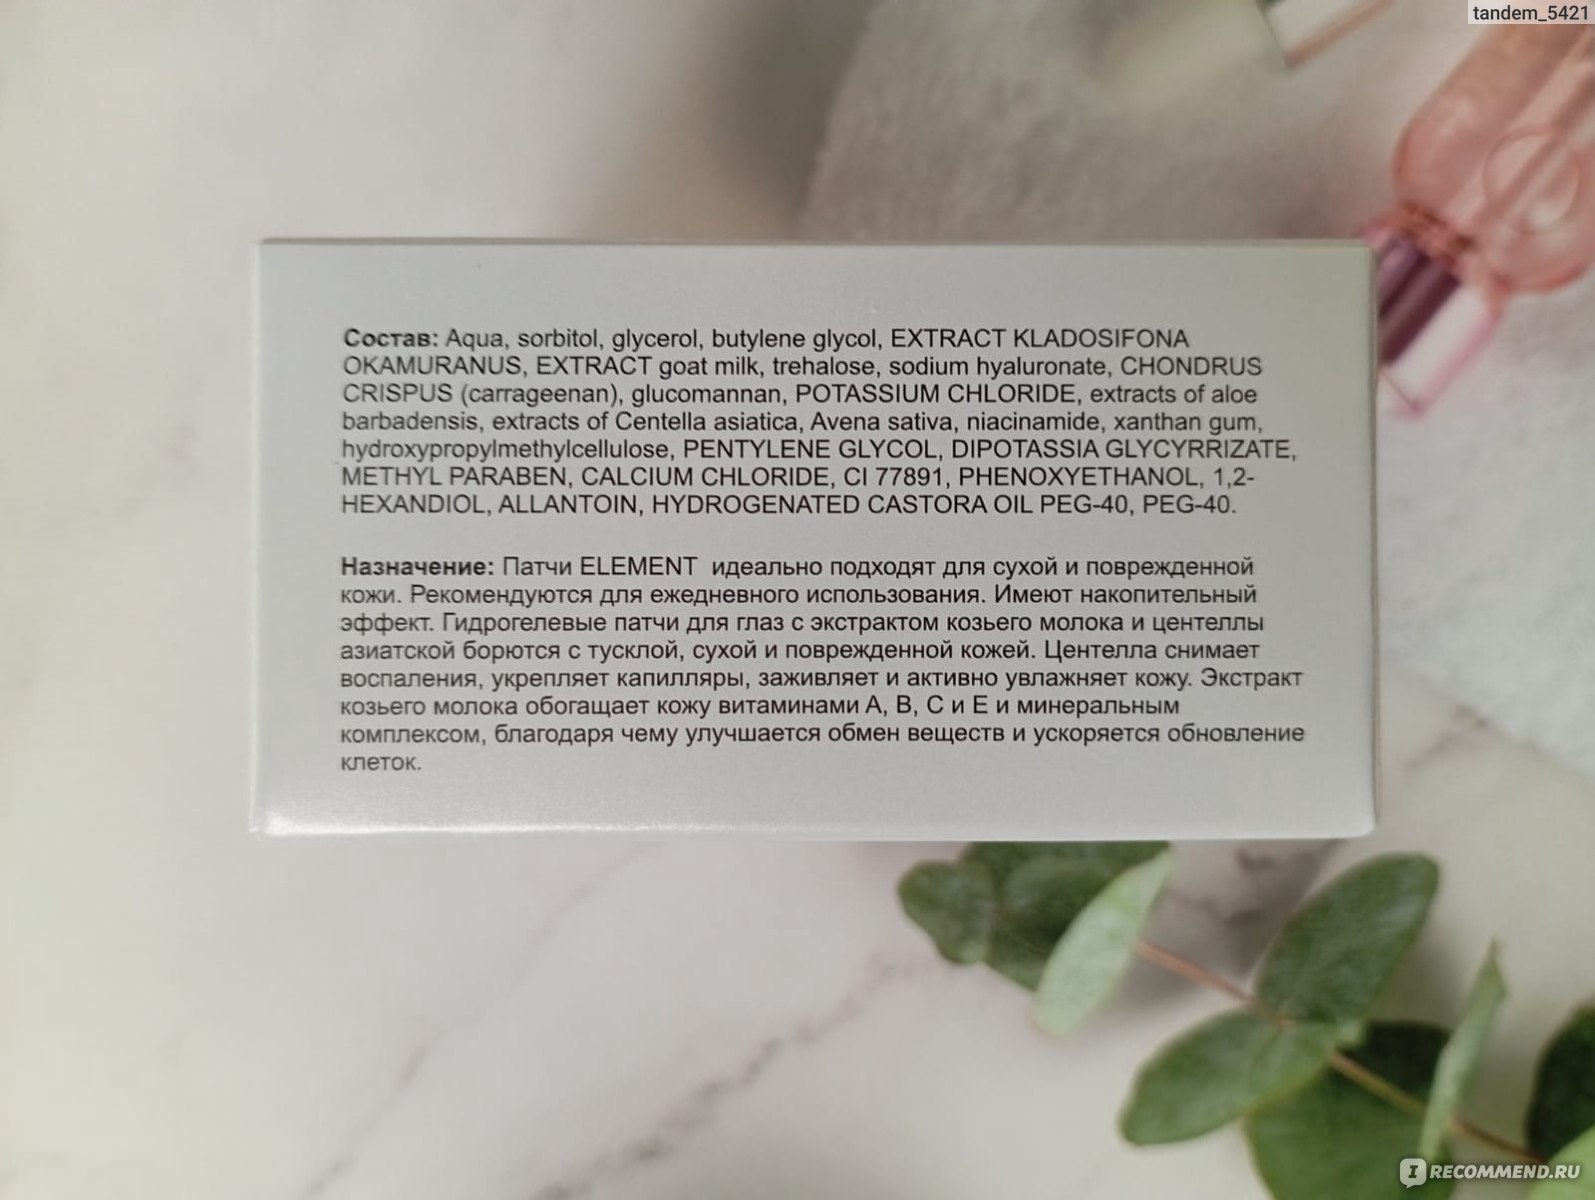 tandem_5421
Состав: Aqua, sorbitol, glycerol, butylene glycol, EXTRACT KLADOSIFONA
OKAMURANUS, EXTRACT goat milk, trehalose, sodium hyaluronate, CHONDRUS
CRISPUS (carrageenan), glucomannan, POTASSIUM CHLORIDE, extracts of aloe
barbadensis, extracts of Centella asiatica, Avena sativa, niacinamide, xanthan gum,
hydroxypropylmethylcellulose, PENTYLENE GLYCOL, DIPOTASSIA GLYCYRRIZATE,
METHYL PARABEN, CALCIUM CHLORIDE, CI 77891, PHENOXYETHANOL, 1,2-
HEXANDIOL, ALLANTOIN, HYDROGENATED CASTORA OIL PEG-40, PEG-40.
Назначение: Патчи ELEMENT идеально подходят для сухой и поврежденной
кожи. Рекомендуются для ежедневного использования. Имеют накопительный
эффект. Гидрогелевые патчи для глаз с экстрактом козьего молока и центеллы
азиатской борются с тусклой, сухой и поврежденной кожей. Центелла снимает
воспаления, укрепляет капилляры, заживляет и активно увлажняет кожу. Экстракт
козьего молока обогащает кожу витаминами А, В, С и Е и минеральным
комплексом, благодаря чему улучшается обмен веществ и ускоряется обновление
клеток.
I RECOMMEND.RU